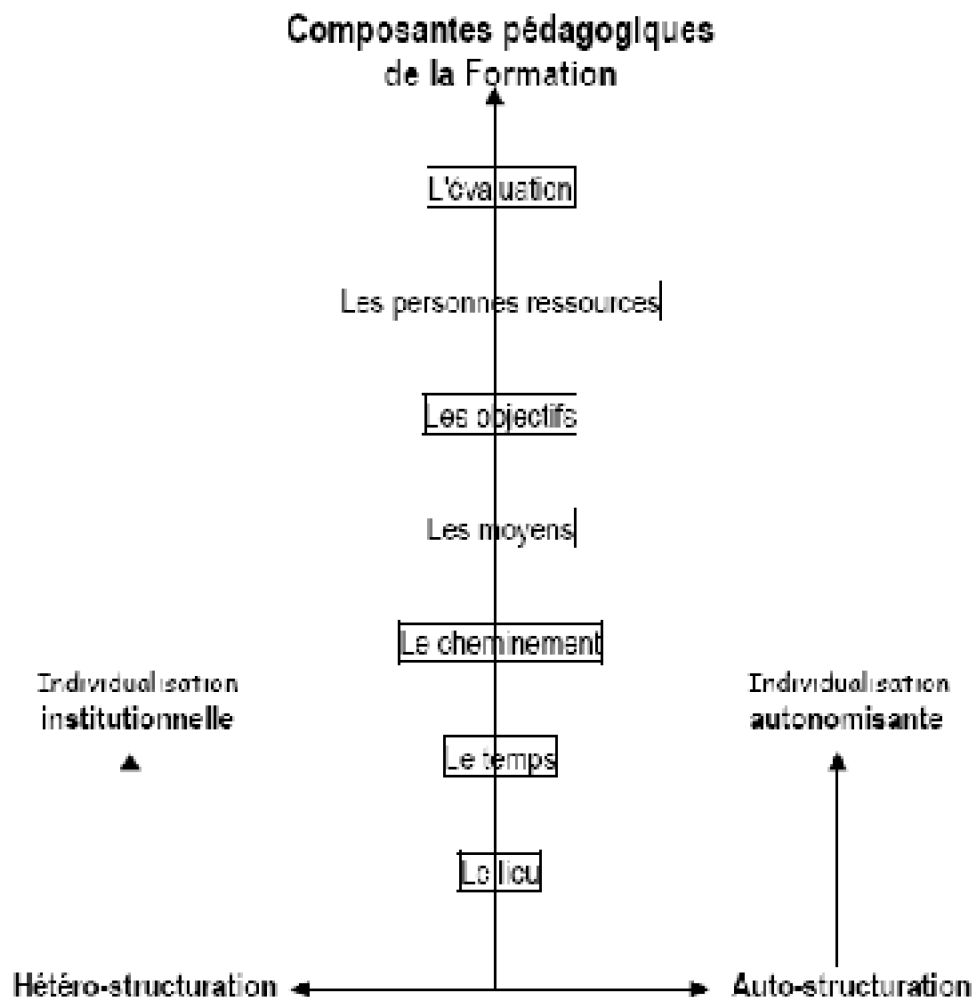 Composantes pédagogiques
de la Formation
L'évaluation
Les personnes ressources
Les objectifs
Les moyens
Le cheminement
Individualisation
institutionnelle
Individualisation
autonomisante
Le temps
Le lieu
Hétéro-structuration
Auto-structuration